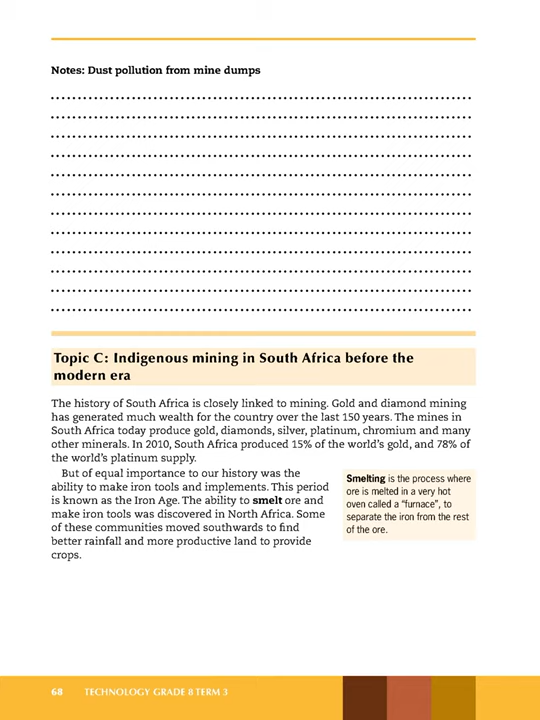 Notes: Dust pollution from mine dumps
Topic C: Indigenous mining in South Africa before the
modern era
The history of South Africa is closely linked to mining. Gold and diamond mining
has generated much wealth for the country over the last 150 years. The mines in
South Africa today produce gold, diamonds, silver, platinum, chromium and many
other minerals. In 2010, South Africa produced 15% of the world's gold, and 78% of
the world's platinum supply.
But of equal importance to our history was the
ability to make iron tools and implements. This period
is known as the Iron Age. The ability to smelt ore and
make iron tools was discovered in North Africa. Some
of these communities moved southwards to find
better rainfall and more productive land to provide
crops.
Smelting is the process where
ore is melted in a very hot
oven called a “furnace”, to
separate the iron from the rest
of the ore.
68 TECHNOLOGY GRADE 8 TERM 3